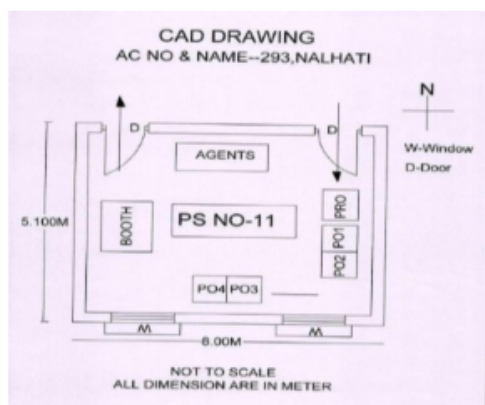 CAD DRAWING
AC NO & NAME--293,NALHATI
N
D
D
W-Window
D-Door
AGENTS
5.100M
BOOTH
PS NO-11
PRO
PO1
PO2
PO4 PO3
W
W
8.00M
NOT TO SCALE
ALL DIMENSION ARE IN METER